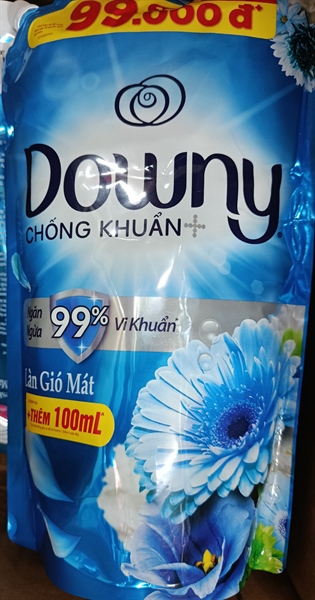 99.000 đ*
Downy
CHỐNG KHUẨN+
Ngăn
Ngừa
99%
Vi Khuẩn
Làn Gió Mát
+THÊM 100mL